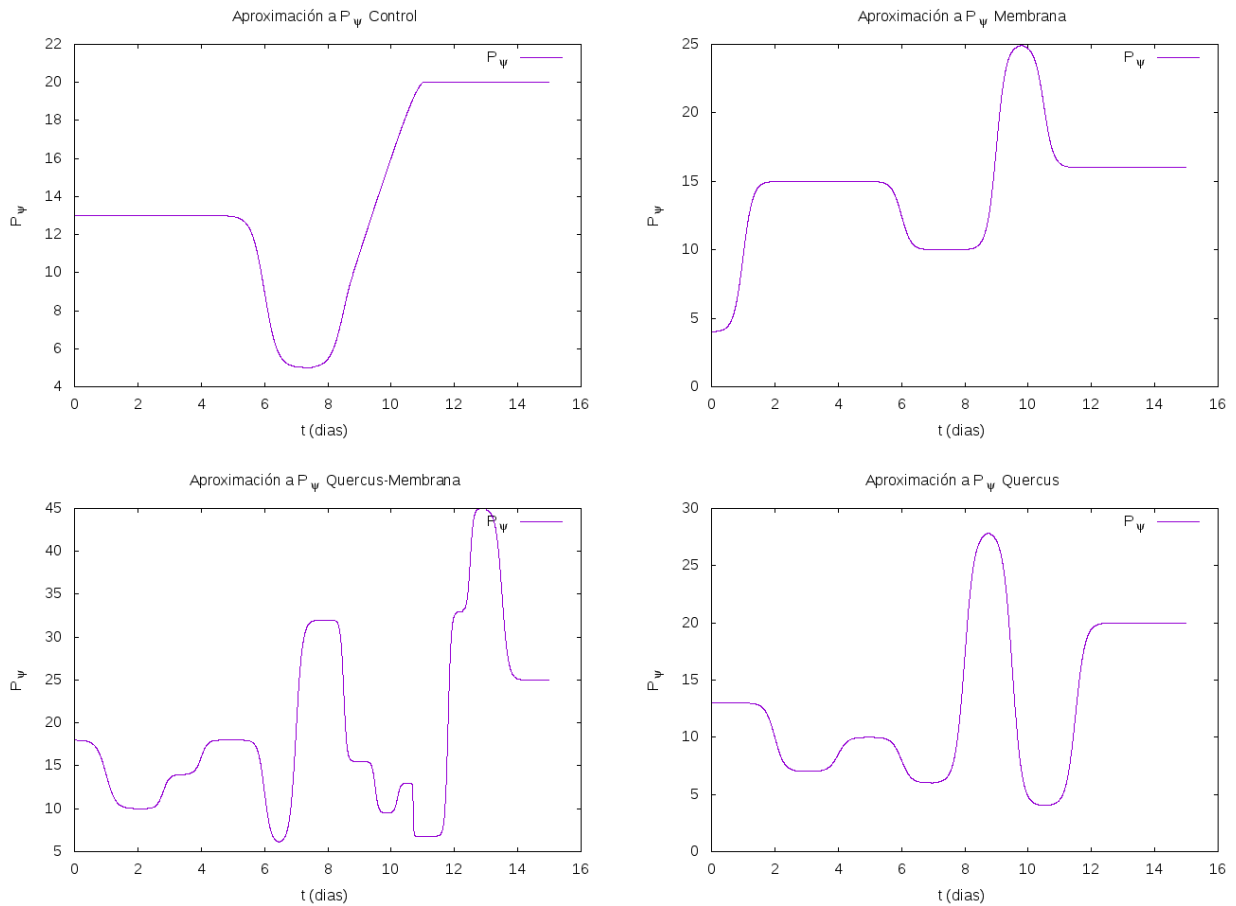 Aproximación a P_ψ Control
22
20
18
16
14
12
10
8
6
4
P_ψ
P_ψ
0 2 4 6 8 10 12 14 16
t (dias)
Aproximación a P_ψ Membrana
25
20
15
10
5
0
P_ψ
P_ψ
0 2 4 6 8 10 12 14 16
t (dias)
Aproximación a P_ψ Quercus-Membrana
45
40
35
30
25
20
15
10
5
P_ψ
P_ψ
0 2 4 6 8 10 12 14 16
t (dias)
Aproximación a P_ψ Quercus
30
25
20
15
10
5
0
P_ψ
P_ψ
0 2 4 6 8 10 12 14 16
t (dias)